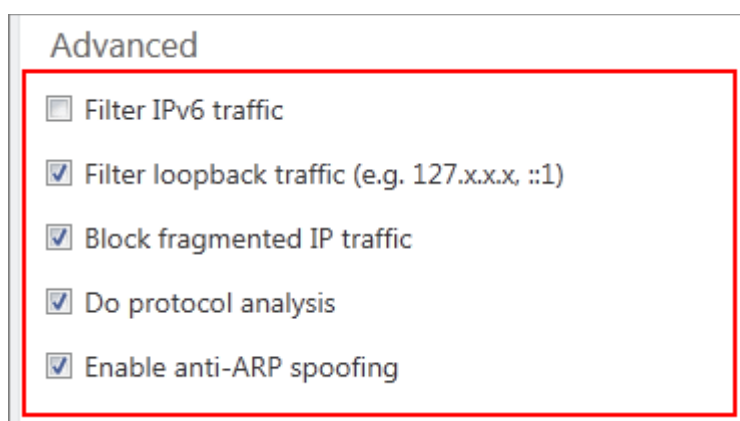 Advanced
Filter IPv6 traffic
Filter loopback traffic (e.g. 127.x.x.x, ::1)
Block fragmented IP traffic
Do protocol analysis
Enable anti-ARP spoofing